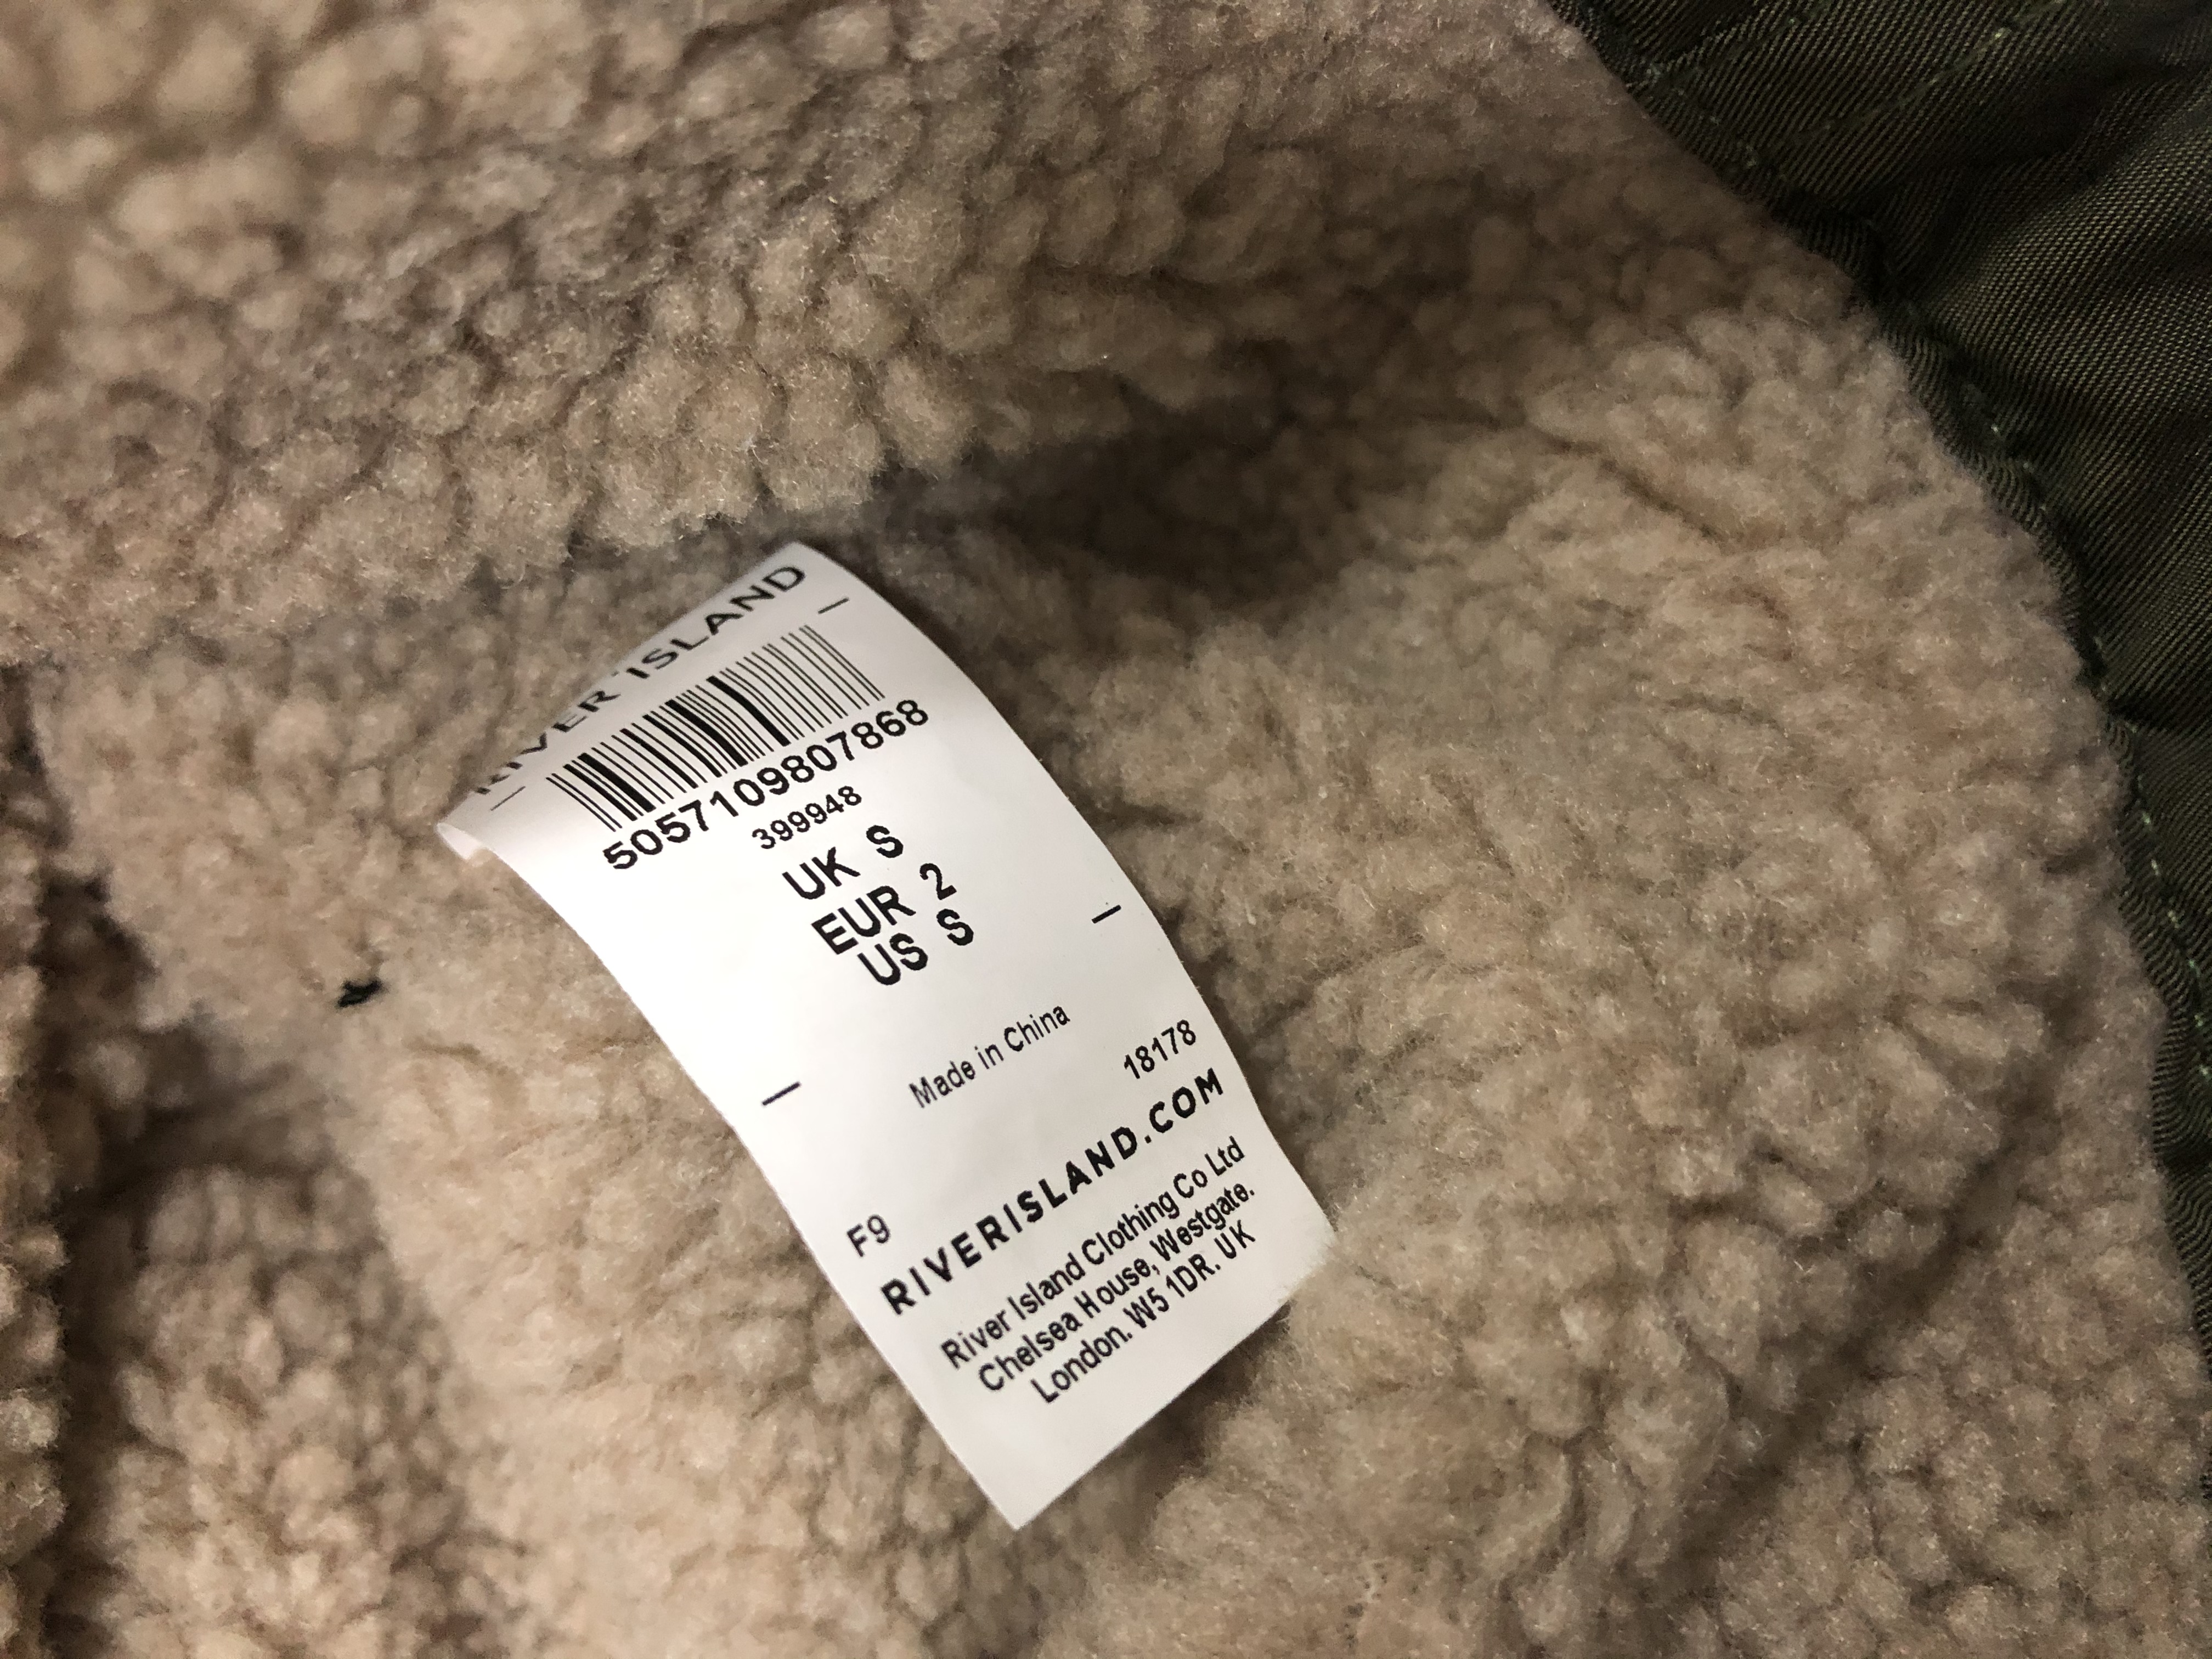 RIVER ISLAND
5057109807868
399948
UK S
EUR 2
US S
Made in China
18178
F9
RIVERISLAND.COM
River Island Clothing Co Ltd
Chelsea House, Westgate.
London. W5 1DR. UK